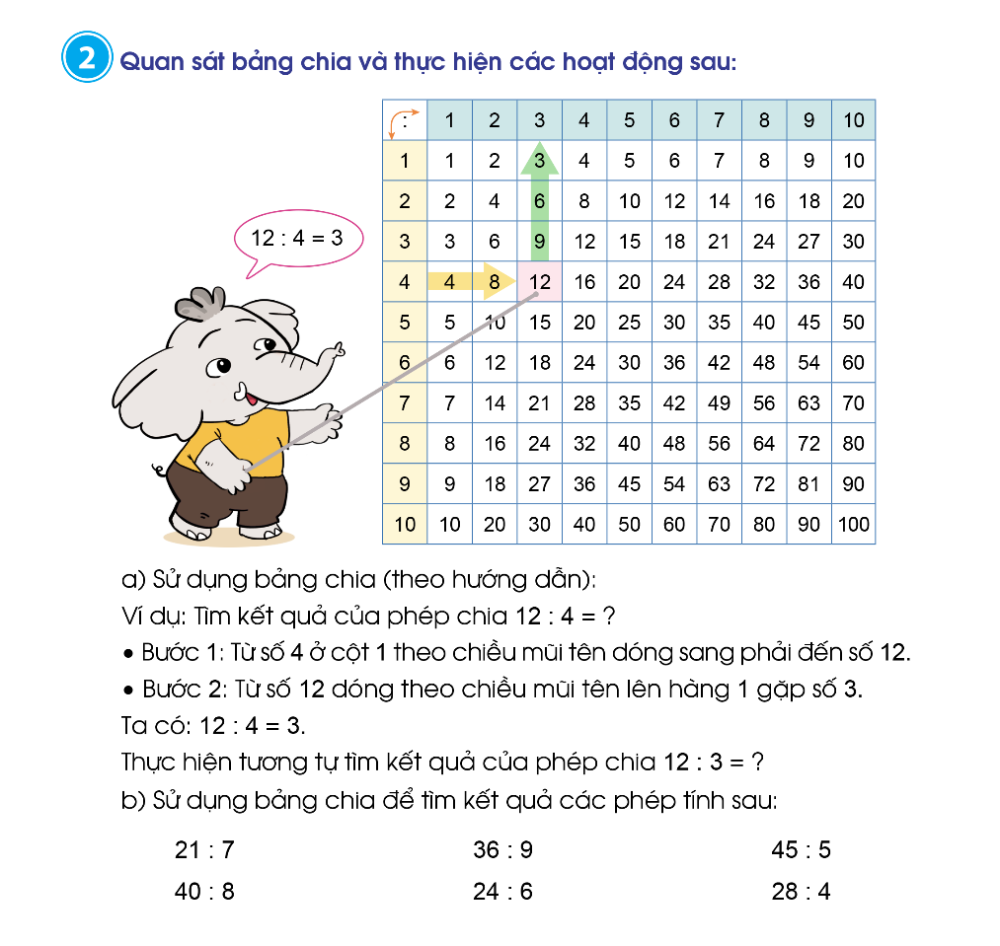 2 Quan sát bảng chia và thực hiện các hoạt động sau:
: 1 2 3 4 5 6 7 8 9 10
1 1 2 3 4 5 6 7 8 9 10
2 2 4 6 8 10 12 14 16 18 20
12 : 4 = 3
3 3 6 9 12 15 18 21 24 27 30
4 4 8 12 16 20 24 28 32 36 40
5 5 10 15 20 25 30 35 40 45 50
6 6 12 18 24 30 36 42 48 54 60
7 7 14 21 28 35 42 49 56 63 70
8 8 16 24 32 40 48 56 64 72 80
9 9 18 27 36 45 54 63 72 81 90
10 10 20 30 40 50 60 70 80 90 100
a) Sử dụng bảng chia (theo hướng dẫn):
Ví dụ: Tìm kết quả của phép chia 12 : 4 = ?
• Bước 1: Từ số 4 ở cột 1 theo chiều mũi tên dóng sang phải đến số 12.
• Bước 2: Từ số 12 dóng theo chiều mũi tên lên hàng 1 gặp số 3.
Ta có: 12 : 4 = 3.
Thực hiện tương tự tìm kết quả của phép chia 12 : 3 = ?
b) Sử dụng bảng chia để tìm kết quả các phép tính sau:
21 : 7 36 : 9 45 : 5
40 : 8 24 : 6 28 : 4